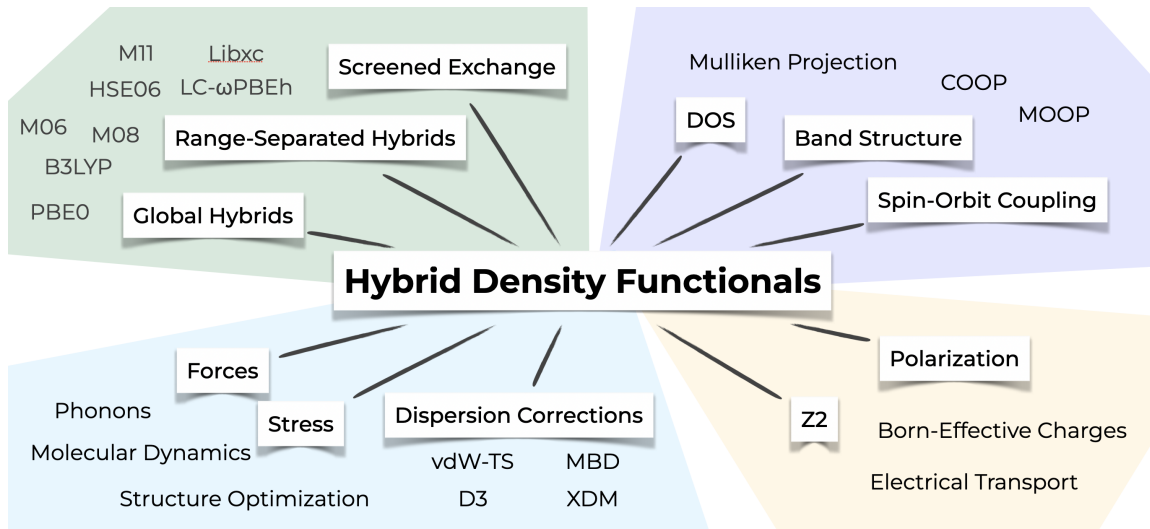 M11
Libxc
Screened Exchange
HSE06
LC-ωPBEh
M06
M08
Range-Separated Hybrids
B3LYP
PBE0
Global Hybrids
Mulliken Projection
COOP
MOOP
DOS
Band Structure
Spin-Orbit Coupling
Hybrid Density Functionals
Forces
Phonons
Stress
Molecular Dynamics
Structure Optimization
Dispersion Corrections
vdW-TS
MBD
D3
XDM
Polarization
Z2
Born-Effective Charges
Electrical Transport